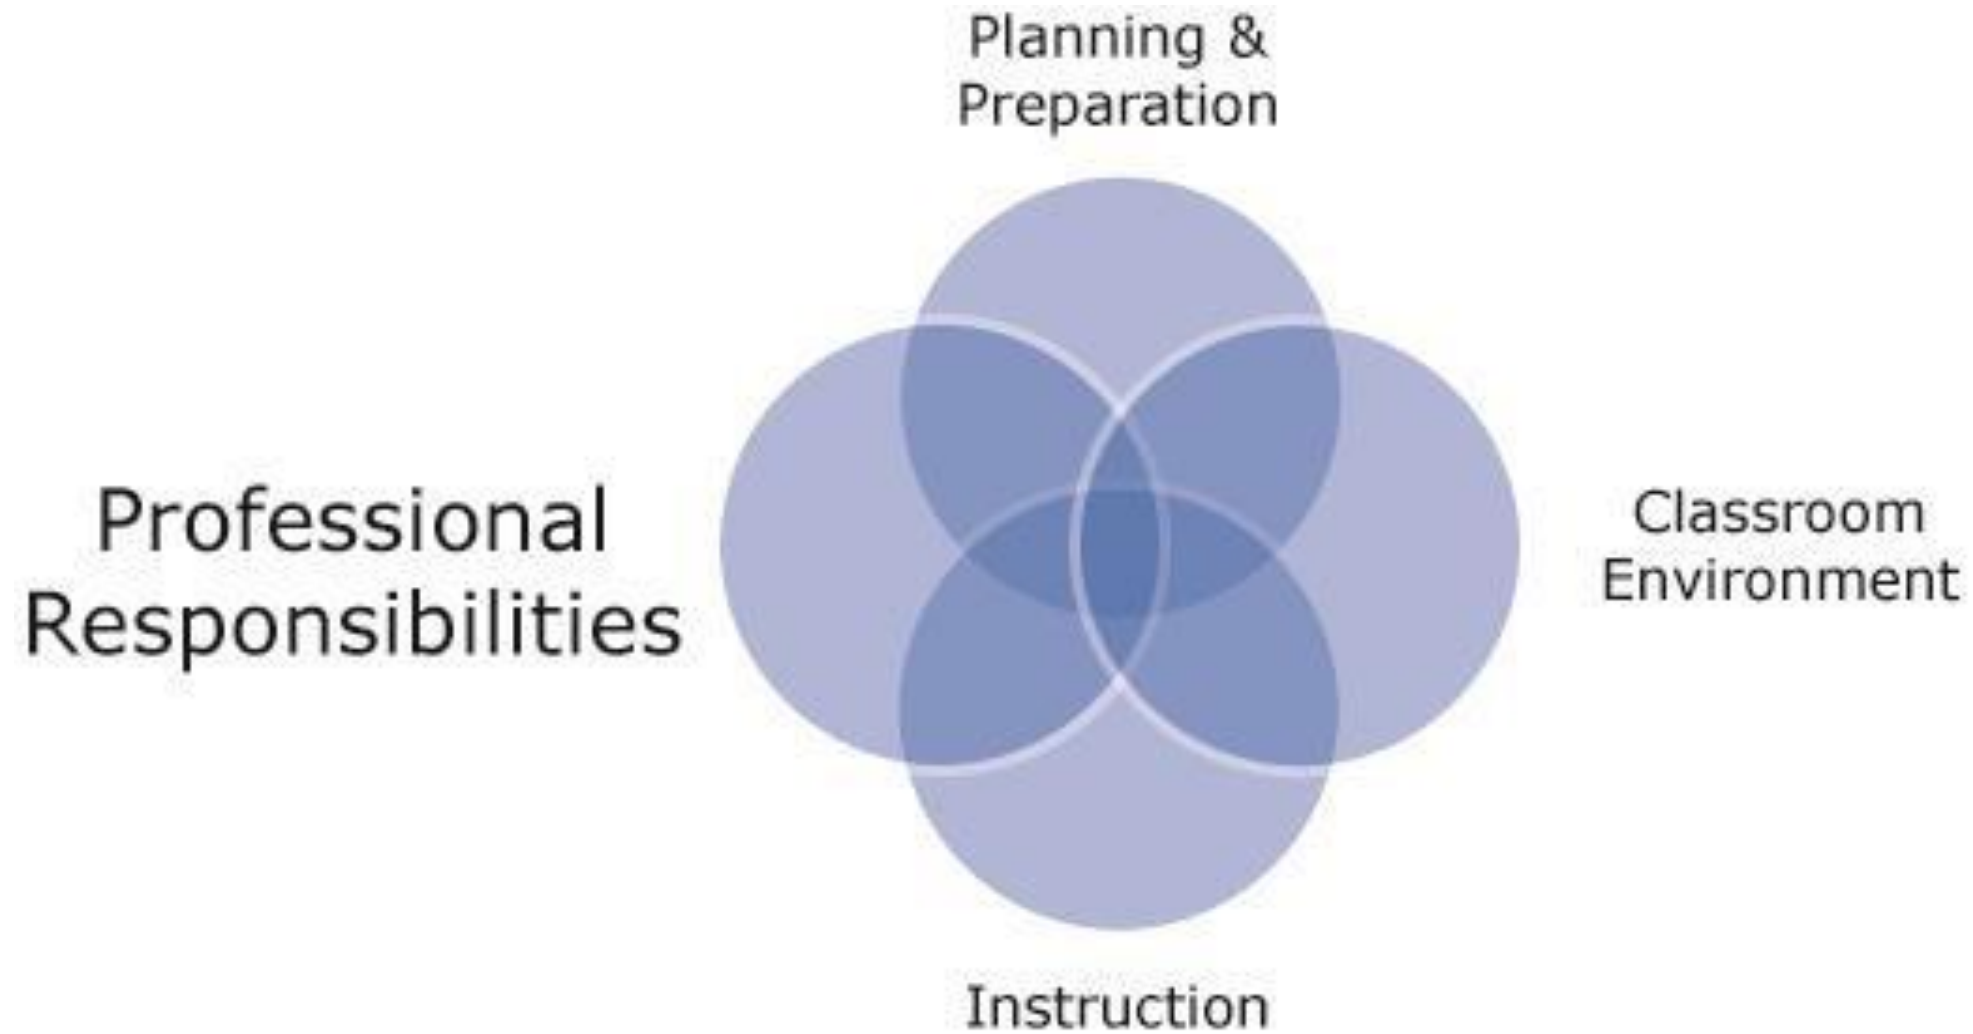 Planning &
Preparation
Professional
Responsibilities
Classroom
Environment
Instruction